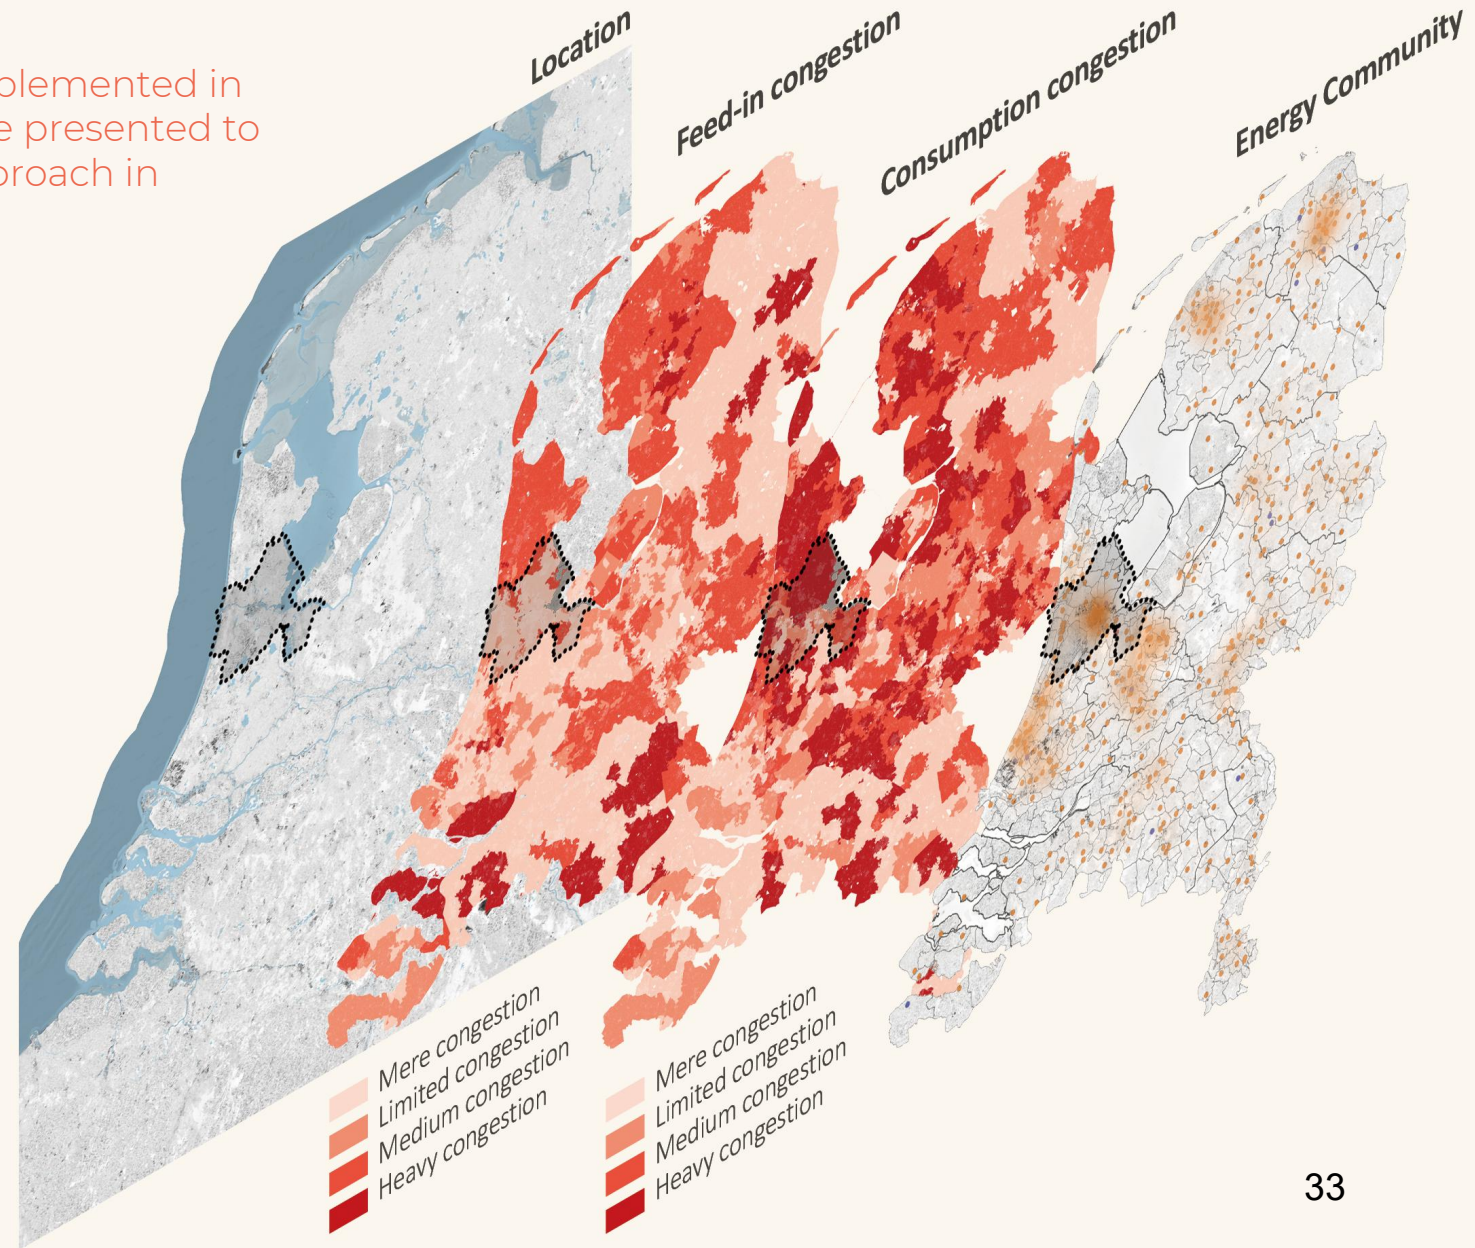 plemented in
e presented to
proach in
Location
Feed-in congestion
Consumption congestion
Energy Community
Mere congestion
Limited congestion
Medium congestion
Heavy congestion
Mere congestion
Limited congestion
Medium congestion
Heavy congestion
33